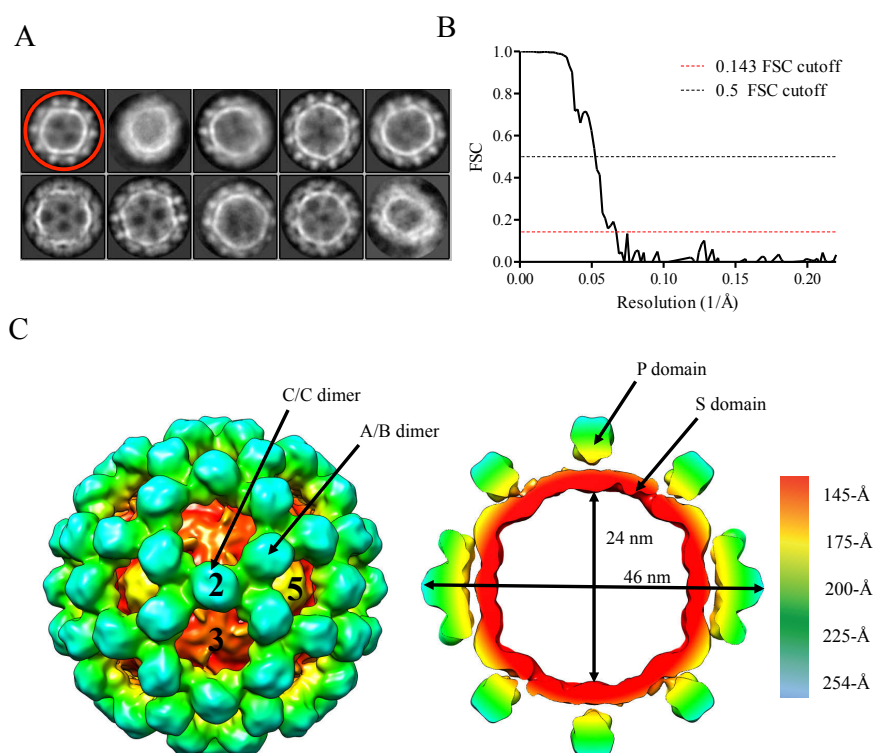 A
B
1.0
0.8
0.6
0.4
0.2
0.0
FSC
0.00
0.05
0.10
0.15
0.20
Resolution (1/Å)
0.143 FSC cutoff
0.5 FSC cutoff
C
C/C dimer
A/B dimer
2
5
3
P domain
S domain
24 nm
46 nm
145-Å
175-Å
200-Å
225-Å
254-Å